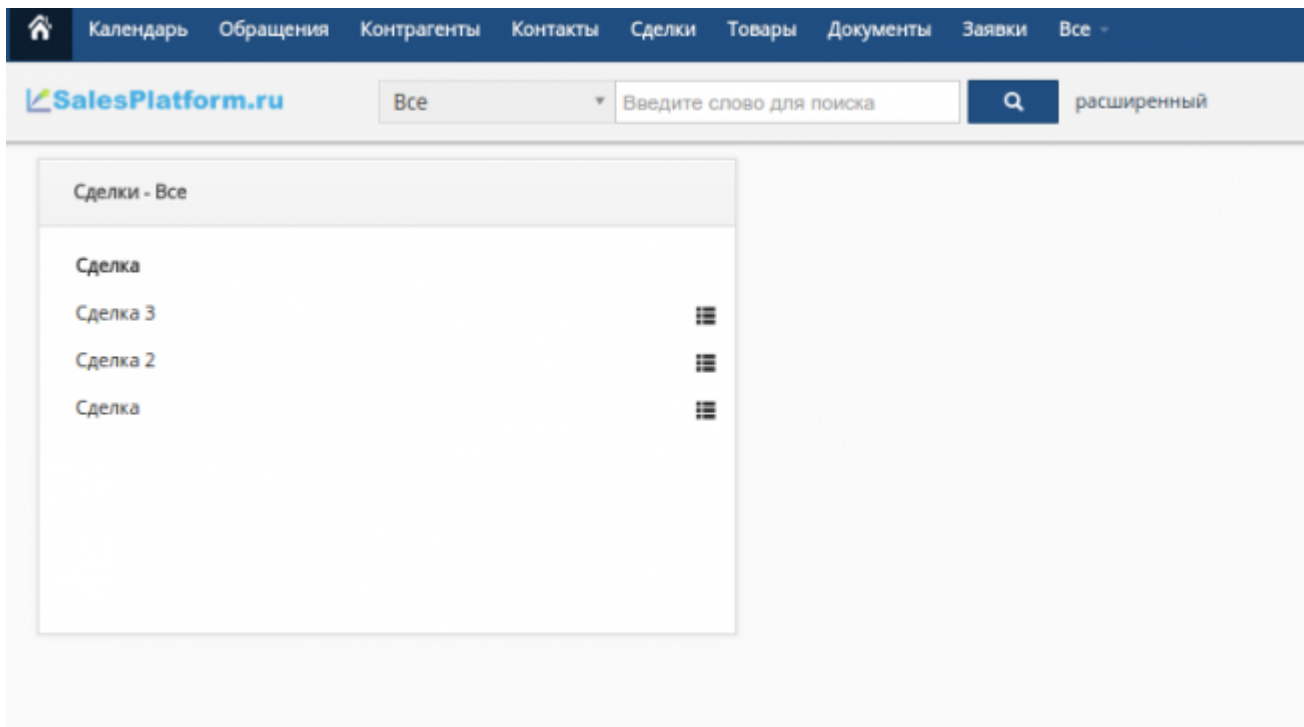 Календарь Обращения Контрагенты Контакты Сделки Товары Документы Заявки Все
SalesPlatform.ru Все Введите слово для поиска расширенный
Сделки - Все
Сделка
Сделка 3
Сделка 2
Сделка